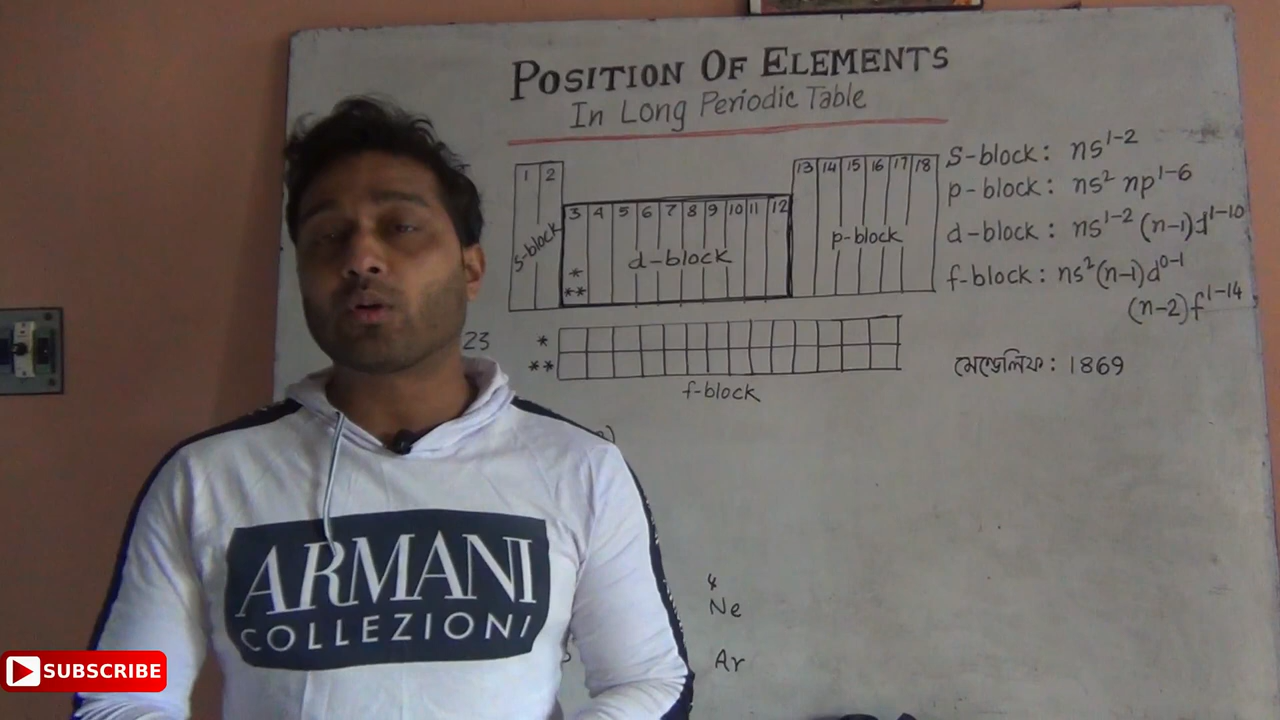 POSITION OF ELEMENTS
In Long Periodic Table
1 2
3 4 5 6 7 8 9 10 11 12
13 14 15 16 17 18
s-block
d-block
p-block
*
**
S-block: ns¹⁻²
p-block: ns² np¹⁻⁶
d-block: ns¹⁻² (n-1)d¹⁻¹⁰
f-block: ns² (n-1)d⁰⁻¹
(n-2)f¹⁻¹⁴
23
*
**
f-block
মেন্ডেলিফ: 1869
4
Ne
Ar
ARMANI
COLLEZIONI
SUBSCRIBE